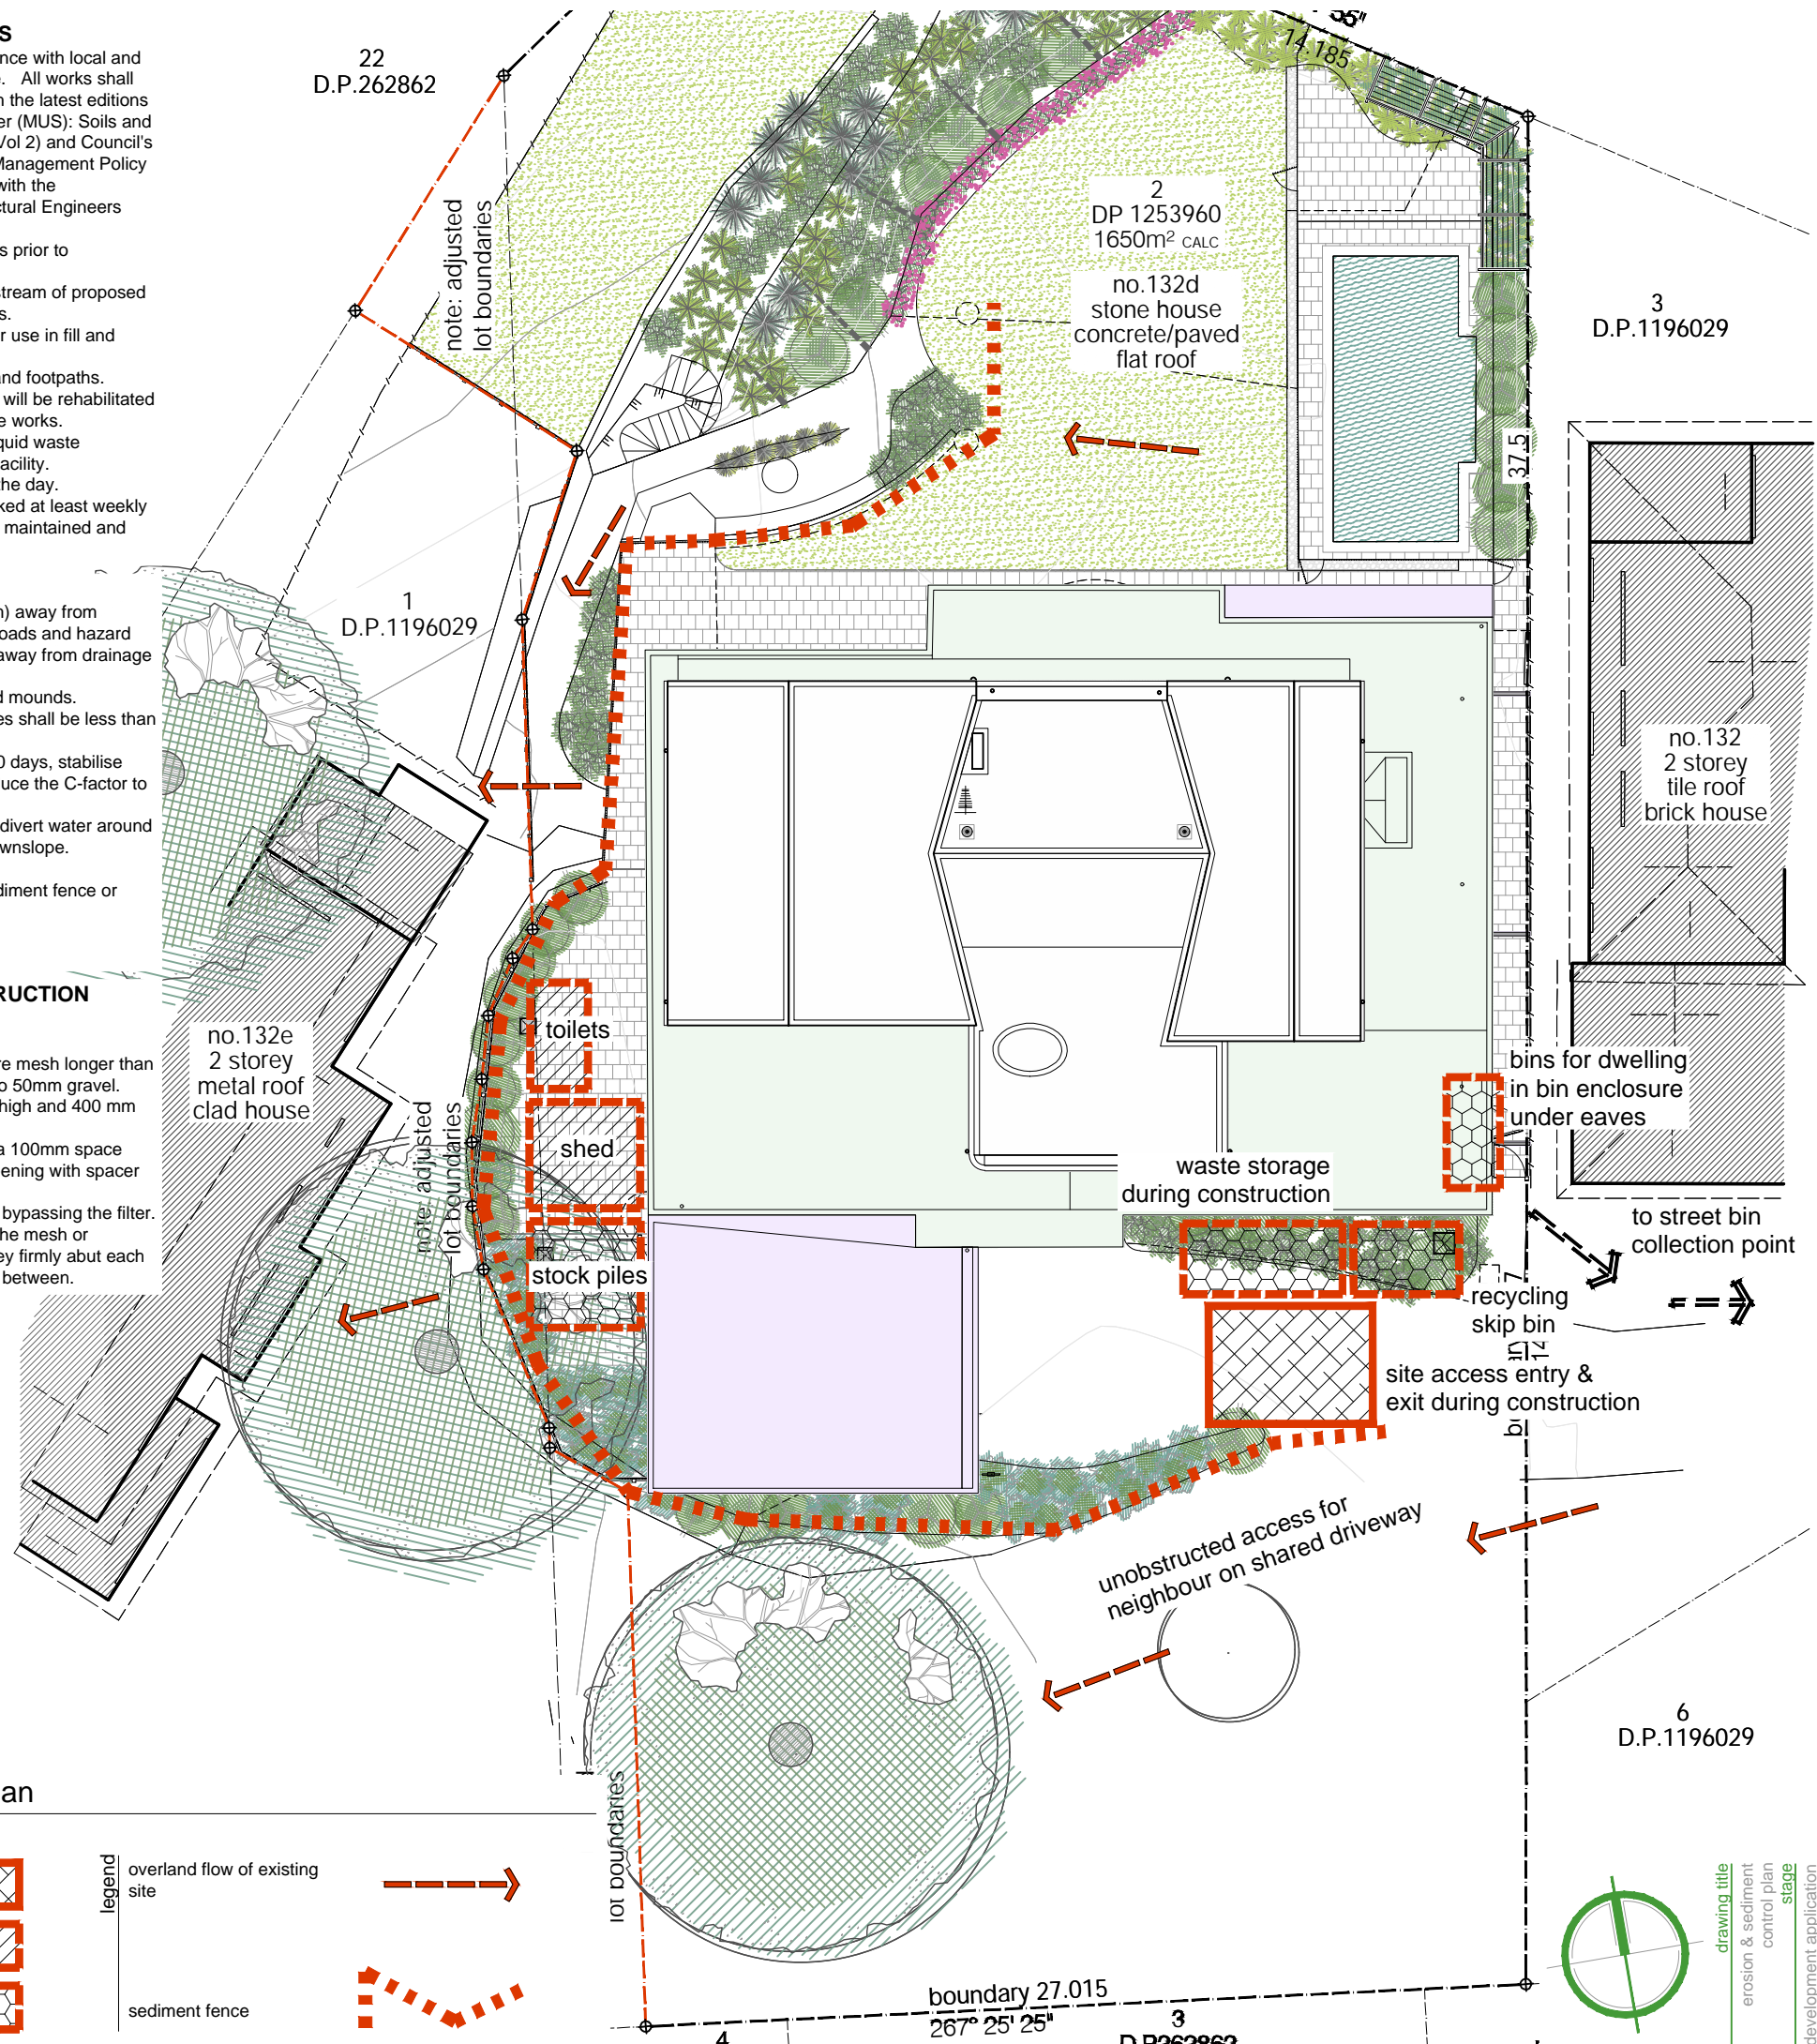 S
nce with local and
e. All works shall
n the latest editions
er (MUS): Soils and
Vol 2) and Council's
Management Policy
with the
ctural Engineers
s prior to
stream of proposed
s.
r use in fill and
and footpaths.
will be rehabilitated
e works.
quid waste
acility.
the day.
ked at least weekly
maintained and
n) away from
oads and hazard
away from drainage
d mounds.
es shall be less than
0 days, stabilise
uce the C-factor to
divert water around
wnslope.
diment fence or
RUCTION
re mesh longer than
o 50mm gravel.
high and 400 mm
a 100mm space
ening with spacer
bypassing the filter.
he mesh or
ey firmly abut each
between.
22
D.P.262862
note: adjusted
lot boundaries
55"
14.185
2
DP 1253960
1650m² CALC
no.132d
stone house
concrete/paved
flat roof
3
D.P.1196029
37.5
1
D.P.1196029
no.132
2 storey
tile roof
brick house
no.132e
2 storey
metal roof
clad house
note: adjusted
lot boundaries
toilets
shed
stock piles
waste storage
during construction
bins for dwelling
in bin enclosure
under eaves
to street bin
collection point
recycling
skip bin
site access entry &
exit during construction
unobstructed access for
neighbour on shared driveway
6
D.P.1196029
lot boundaries
boundary 27.015
267° 25' 25"
3
D.P262862
4
an
legend
overland flow of existing
site
sediment fence
drawing title
erosion & sediment
control plan
stage
development application